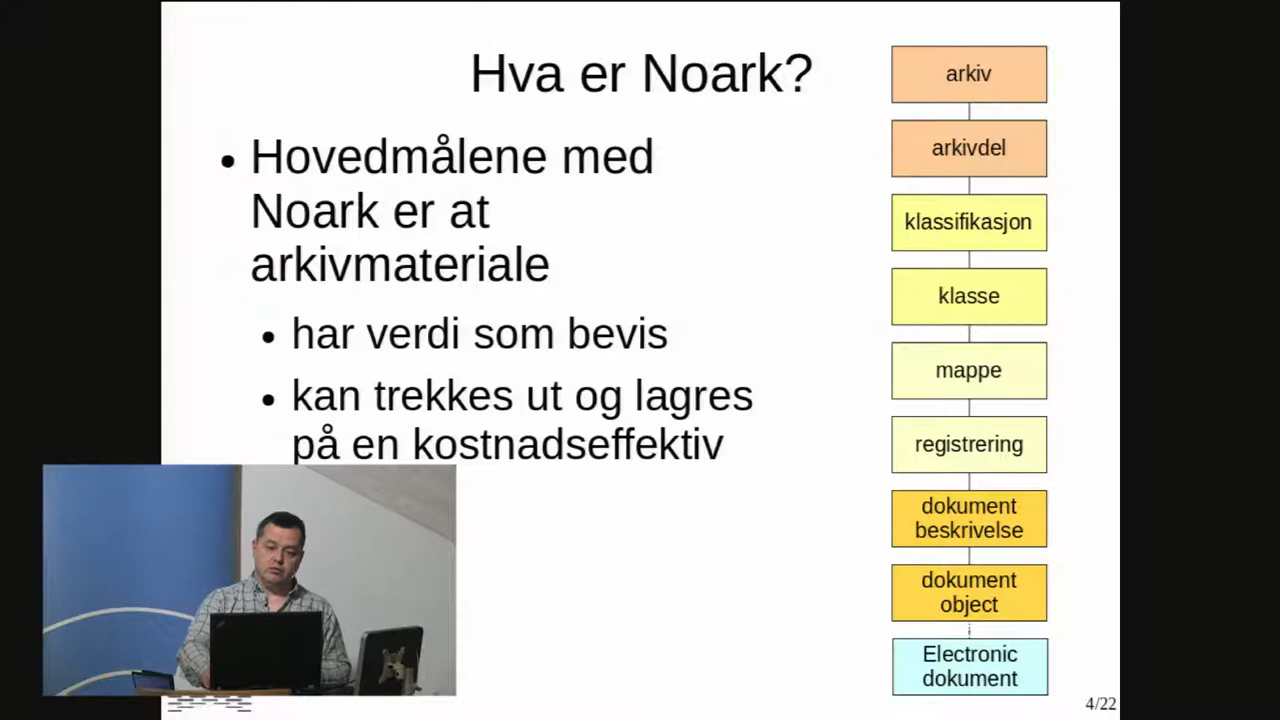 Hva er Noark?
Hovedmålene med
Noark er at
arkivmateriale
har verdi som bevis
kan trekkes ut og lagres
på en kostnadseffektiv
arkiv
arkivdel
klassifikasjon
klasse
mappe
registrering
dokument
beskrivelse
dokument
object
Electronic
dokument
4/22